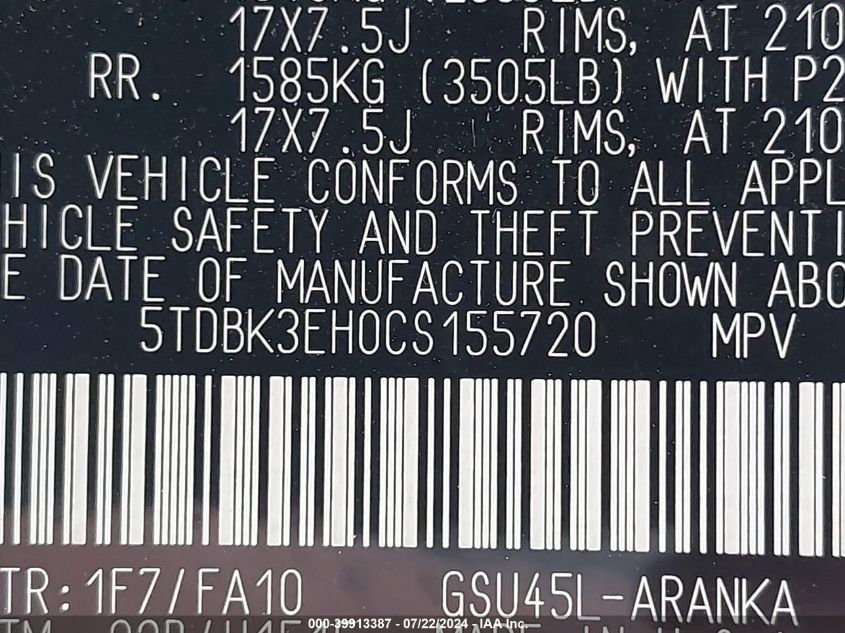 17X7.5J RIMS, AT 210
RR. 1585KG (3505LB) WITH P2
17X7.5J RIMS, AT 210
IS VEHICLE CONFORMS TO ALL APPL
HICLE SAFETY AND THEFT PREVENTI
E DATE OF MANUFACTURE SHOWN ABO
5TDBK3EH0CS155720 MPV
TR:1F7/FA10 GSU45L-ARANKA
000-39913387 - 07/22/2024 - IAA Inc.